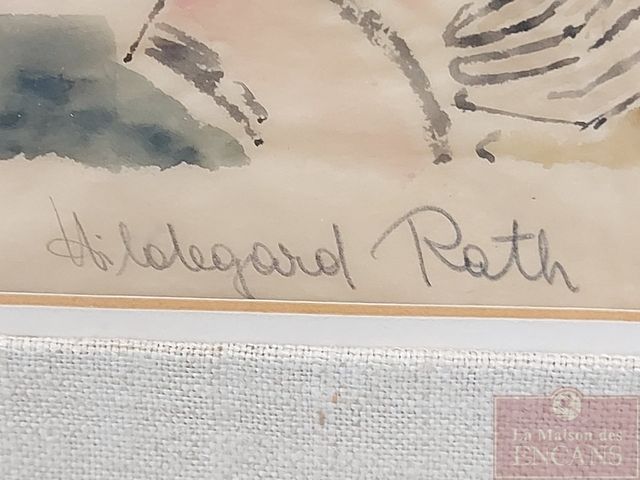 Hildegard Rath
La Maison des
ENCANS